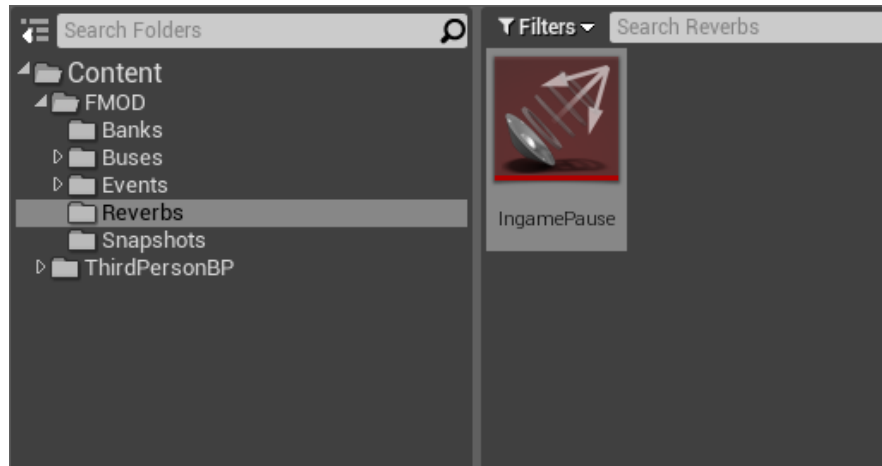 Search Folders
Content
FMOD
Banks
Buses
Events
Reverbs
Snapshots
ThirdPersonBP
Filters
Search Reverbs
IngamePause